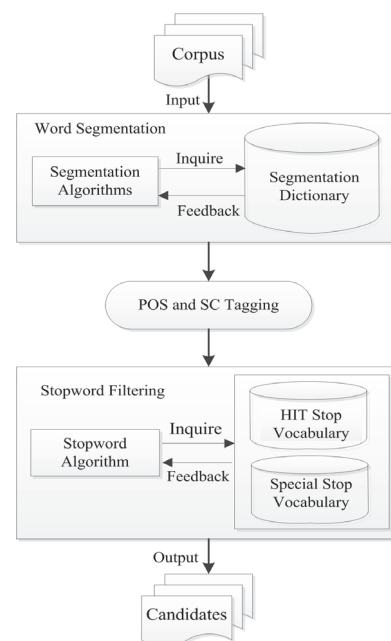 Corpus
Input
Word Segmentation
Segmentation
Algorithms
Inquire
Feedback
Segmentation
Dictionary
POS and SC Tagging
Stopword Filtering
Stopword
Algorithm
Inquire
Feedback
HIT Stop
Vocabulary
Special Stop
Vocabulary
Output
Candidates